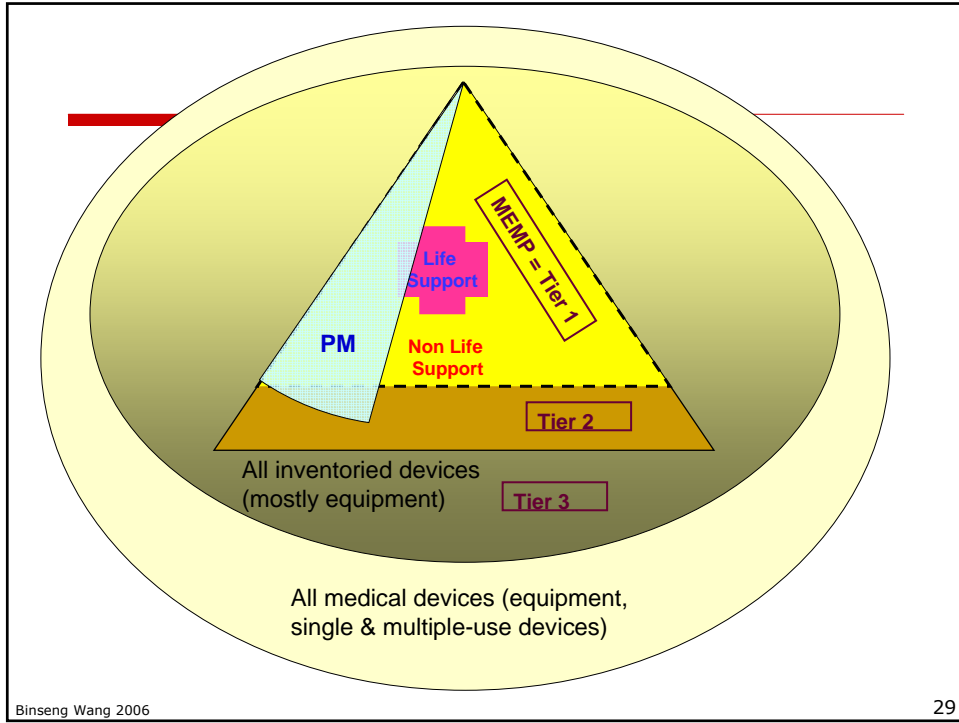 MEMP = Tier 1
Life
Support
PM
Non Life
Support
Tier 2
All inventoried devices
(mostly equipment)
Tier 3
All medical devices (equipment,
single & multiple-use devices)
Binseng Wang 2006
29